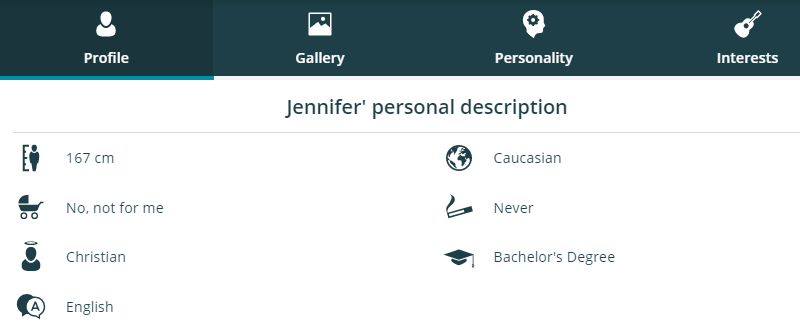 Profile
Gallery
Personality
Interests
Jennifer' personal description
167 cm
Caucasian
No, not for me
Never
Christian
Bachelor's Degree
A
English